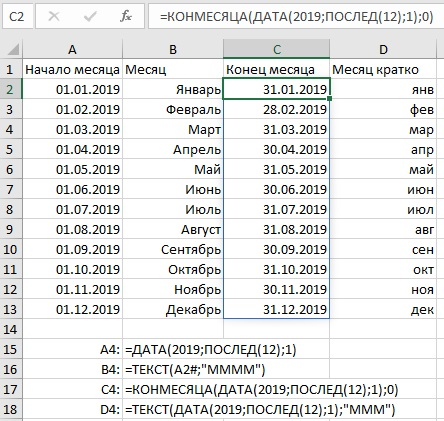 C2 =КОНМЕСЯЦА(ДАТА(2019;ПОСЛЕД(12);1);0)
A B C D
1 Начало месяца Месяц Конец месяца Месяц кратко
2 01.01.2019 Январь 31.01.2019 янв
3 01.02.2019 Февраль 28.02.2019 фев
4 01.03.2019 Март 31.03.2019 мар
5 01.04.2019 Апрель 30.04.2019 апр
6 01.05.2019 Май 31.05.2019 май
7 01.06.2019 Июнь 30.06.2019 июн
8 01.07.2019 Июль 31.07.2019 июл
9 01.08.2019 Август 31.08.2019 авг
10 01.09.2019 Сентябрь 30.09.2019 сен
11 01.10.2019 Октябрь 31.10.2019 окт
12 01.11.2019 Ноябрь 30.11.2019 ноя
13 01.12.2019 Декабрь 31.12.2019 дек
14
15 A4: =ДАТА(2019;ПОСЛЕД(12);1)
16 B4: =ТЕКСТ(A2#;"ММММ")
17 C4: =КОНМЕСЯЦА(ДАТА(2019;ПОСЛЕД(12);1);0)
18 D4: =ТЕКСТ(ДАТА(2019;ПОСЛЕД(12);1);"МММ")